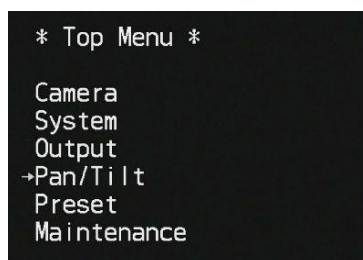 * Top Menu *
Camera
System
Output
→Pan/Tilt
Preset
Maintenance